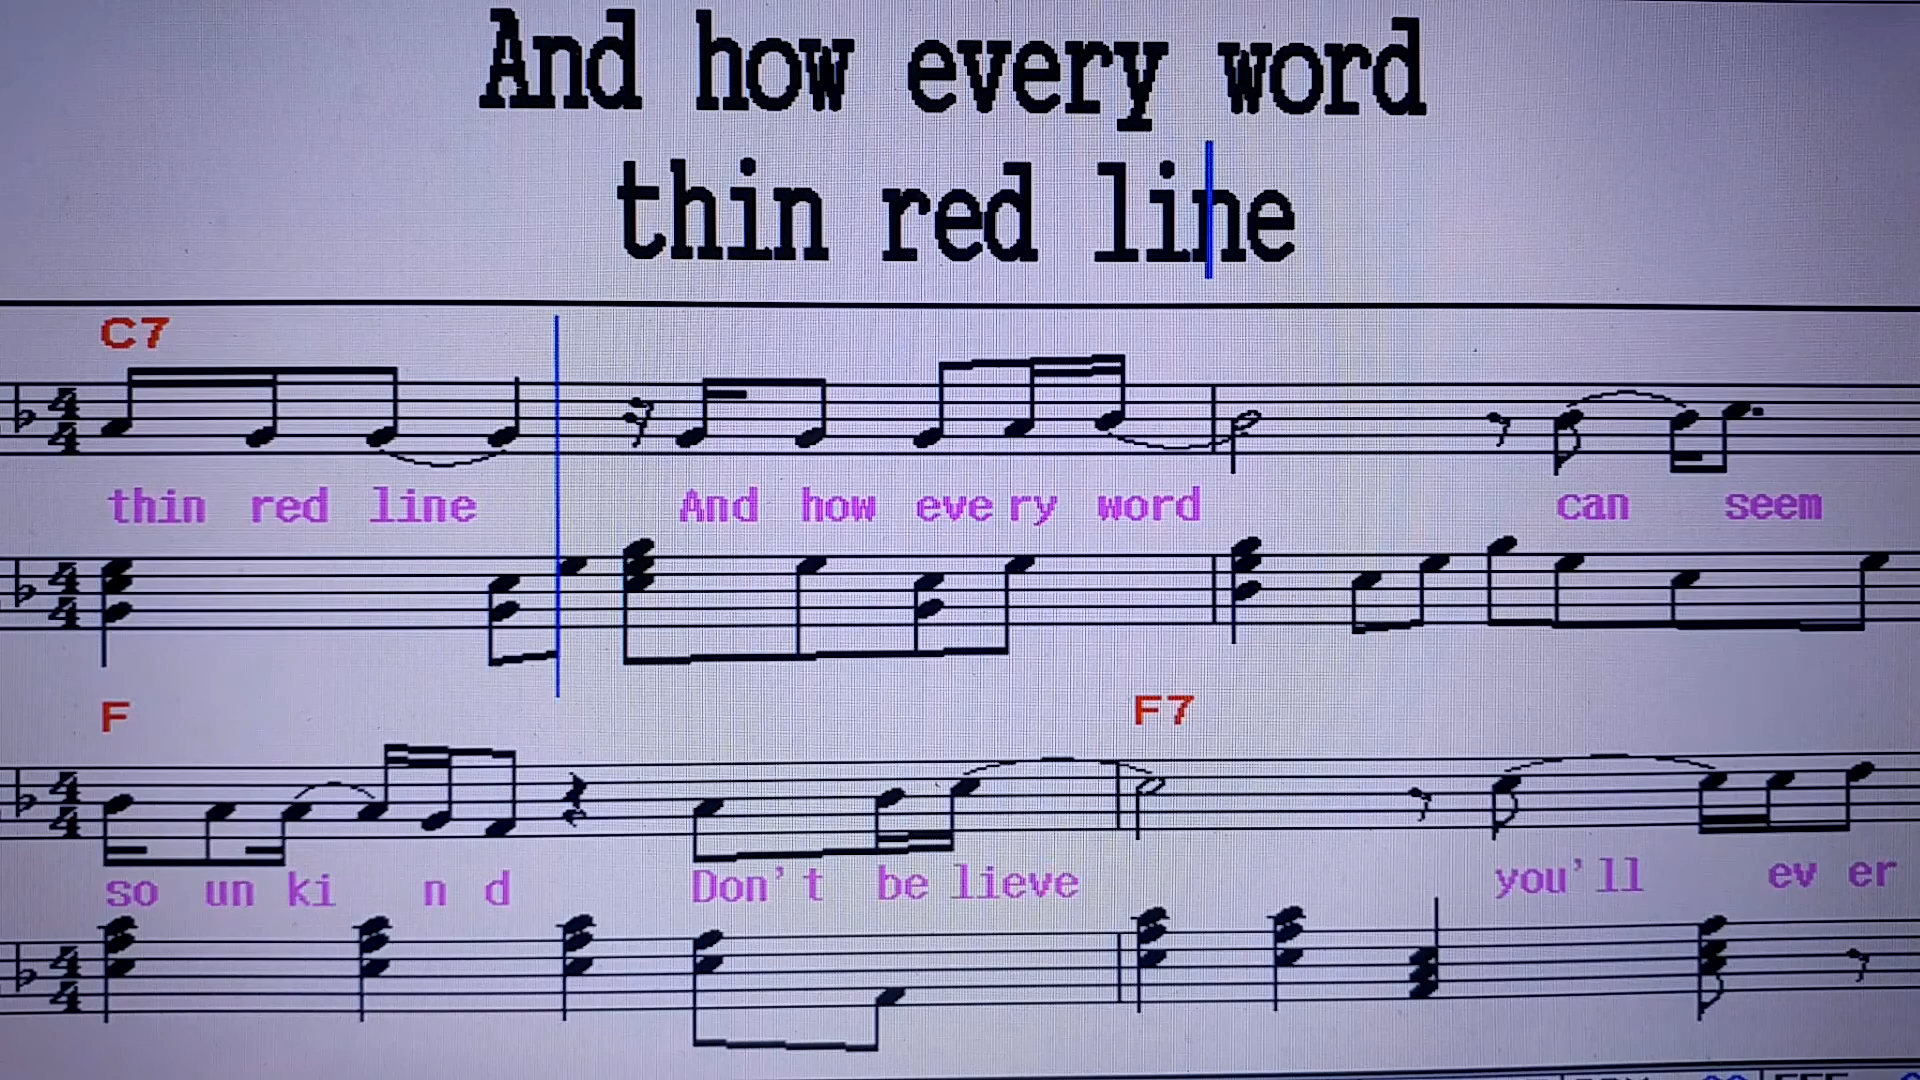 And how every word
thin red line
C7
thin red line And how eve ry word can seem
F F7
so un ki n d Don't be lieve you'll ev er